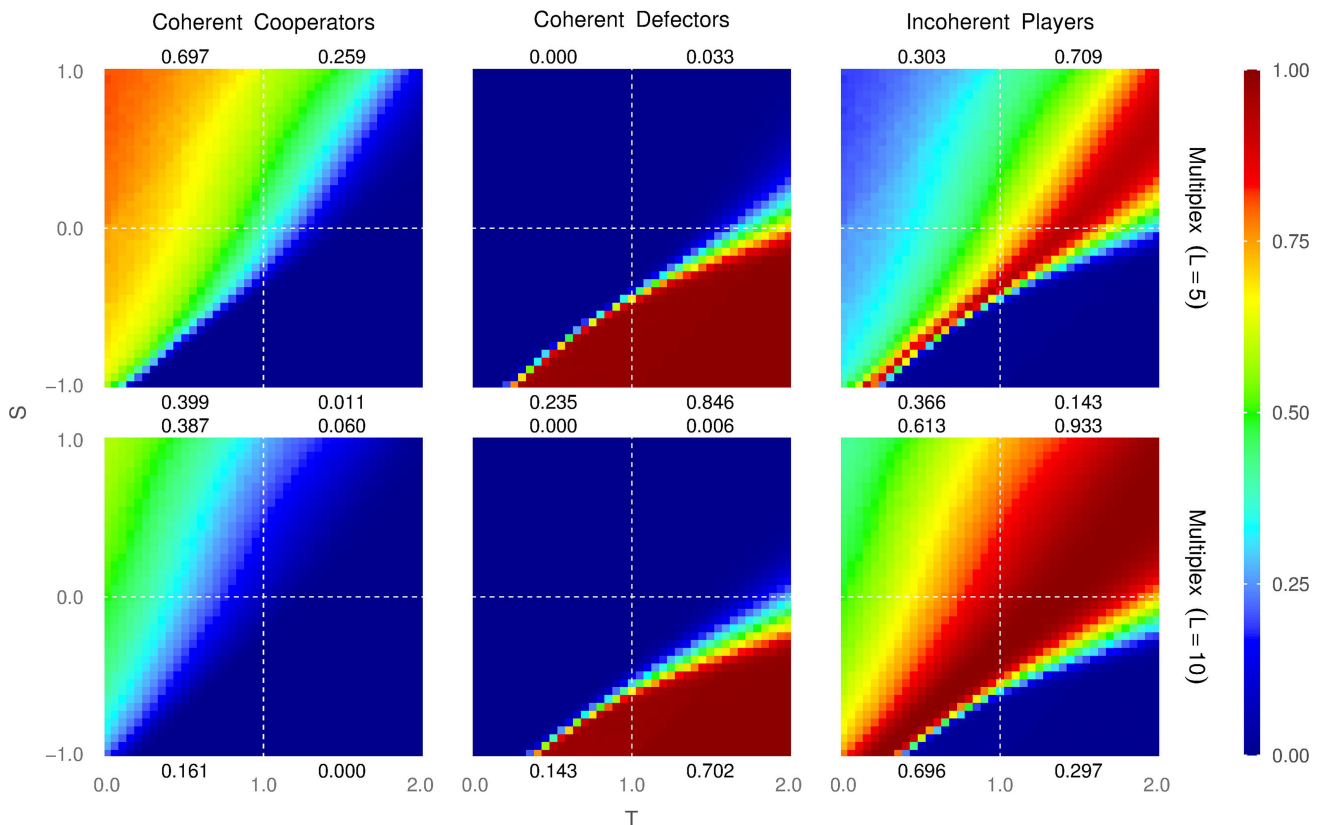 Coherent Cooperators
Coherent Defectors
Incoherent Players
0.697 0.259 0.000 0.033 0.303 0.709
1.0 1.00
0.75
0.0
Multiplex (L = 5)
−1.0
0.399 0.011 0.235 0.846 0.366 0.143
S
0.50
0.387 0.060 0.000 0.006 0.613 0.933
1.0
0.25
0.0
Multiplex (L = 10)
−1.0 0.00
0.161 0.000 0.143 0.702 0.696 0.297
0.0 1.0 2.0 0.0 1.0 2.0 0.0 1.0 2.0
T